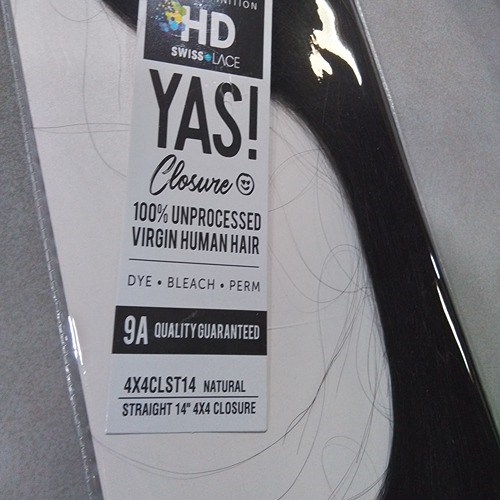 HD
SWISS LACE
YAS!
Closure
100% UNPROCESSED
VIRGIN HUMAN HAIR
DYE • BLEACH • PERM
9A QUALITY GUARANTEED
4X4CLST14 NATURAL
STRAIGHT 14" 4X4 CLOSURE